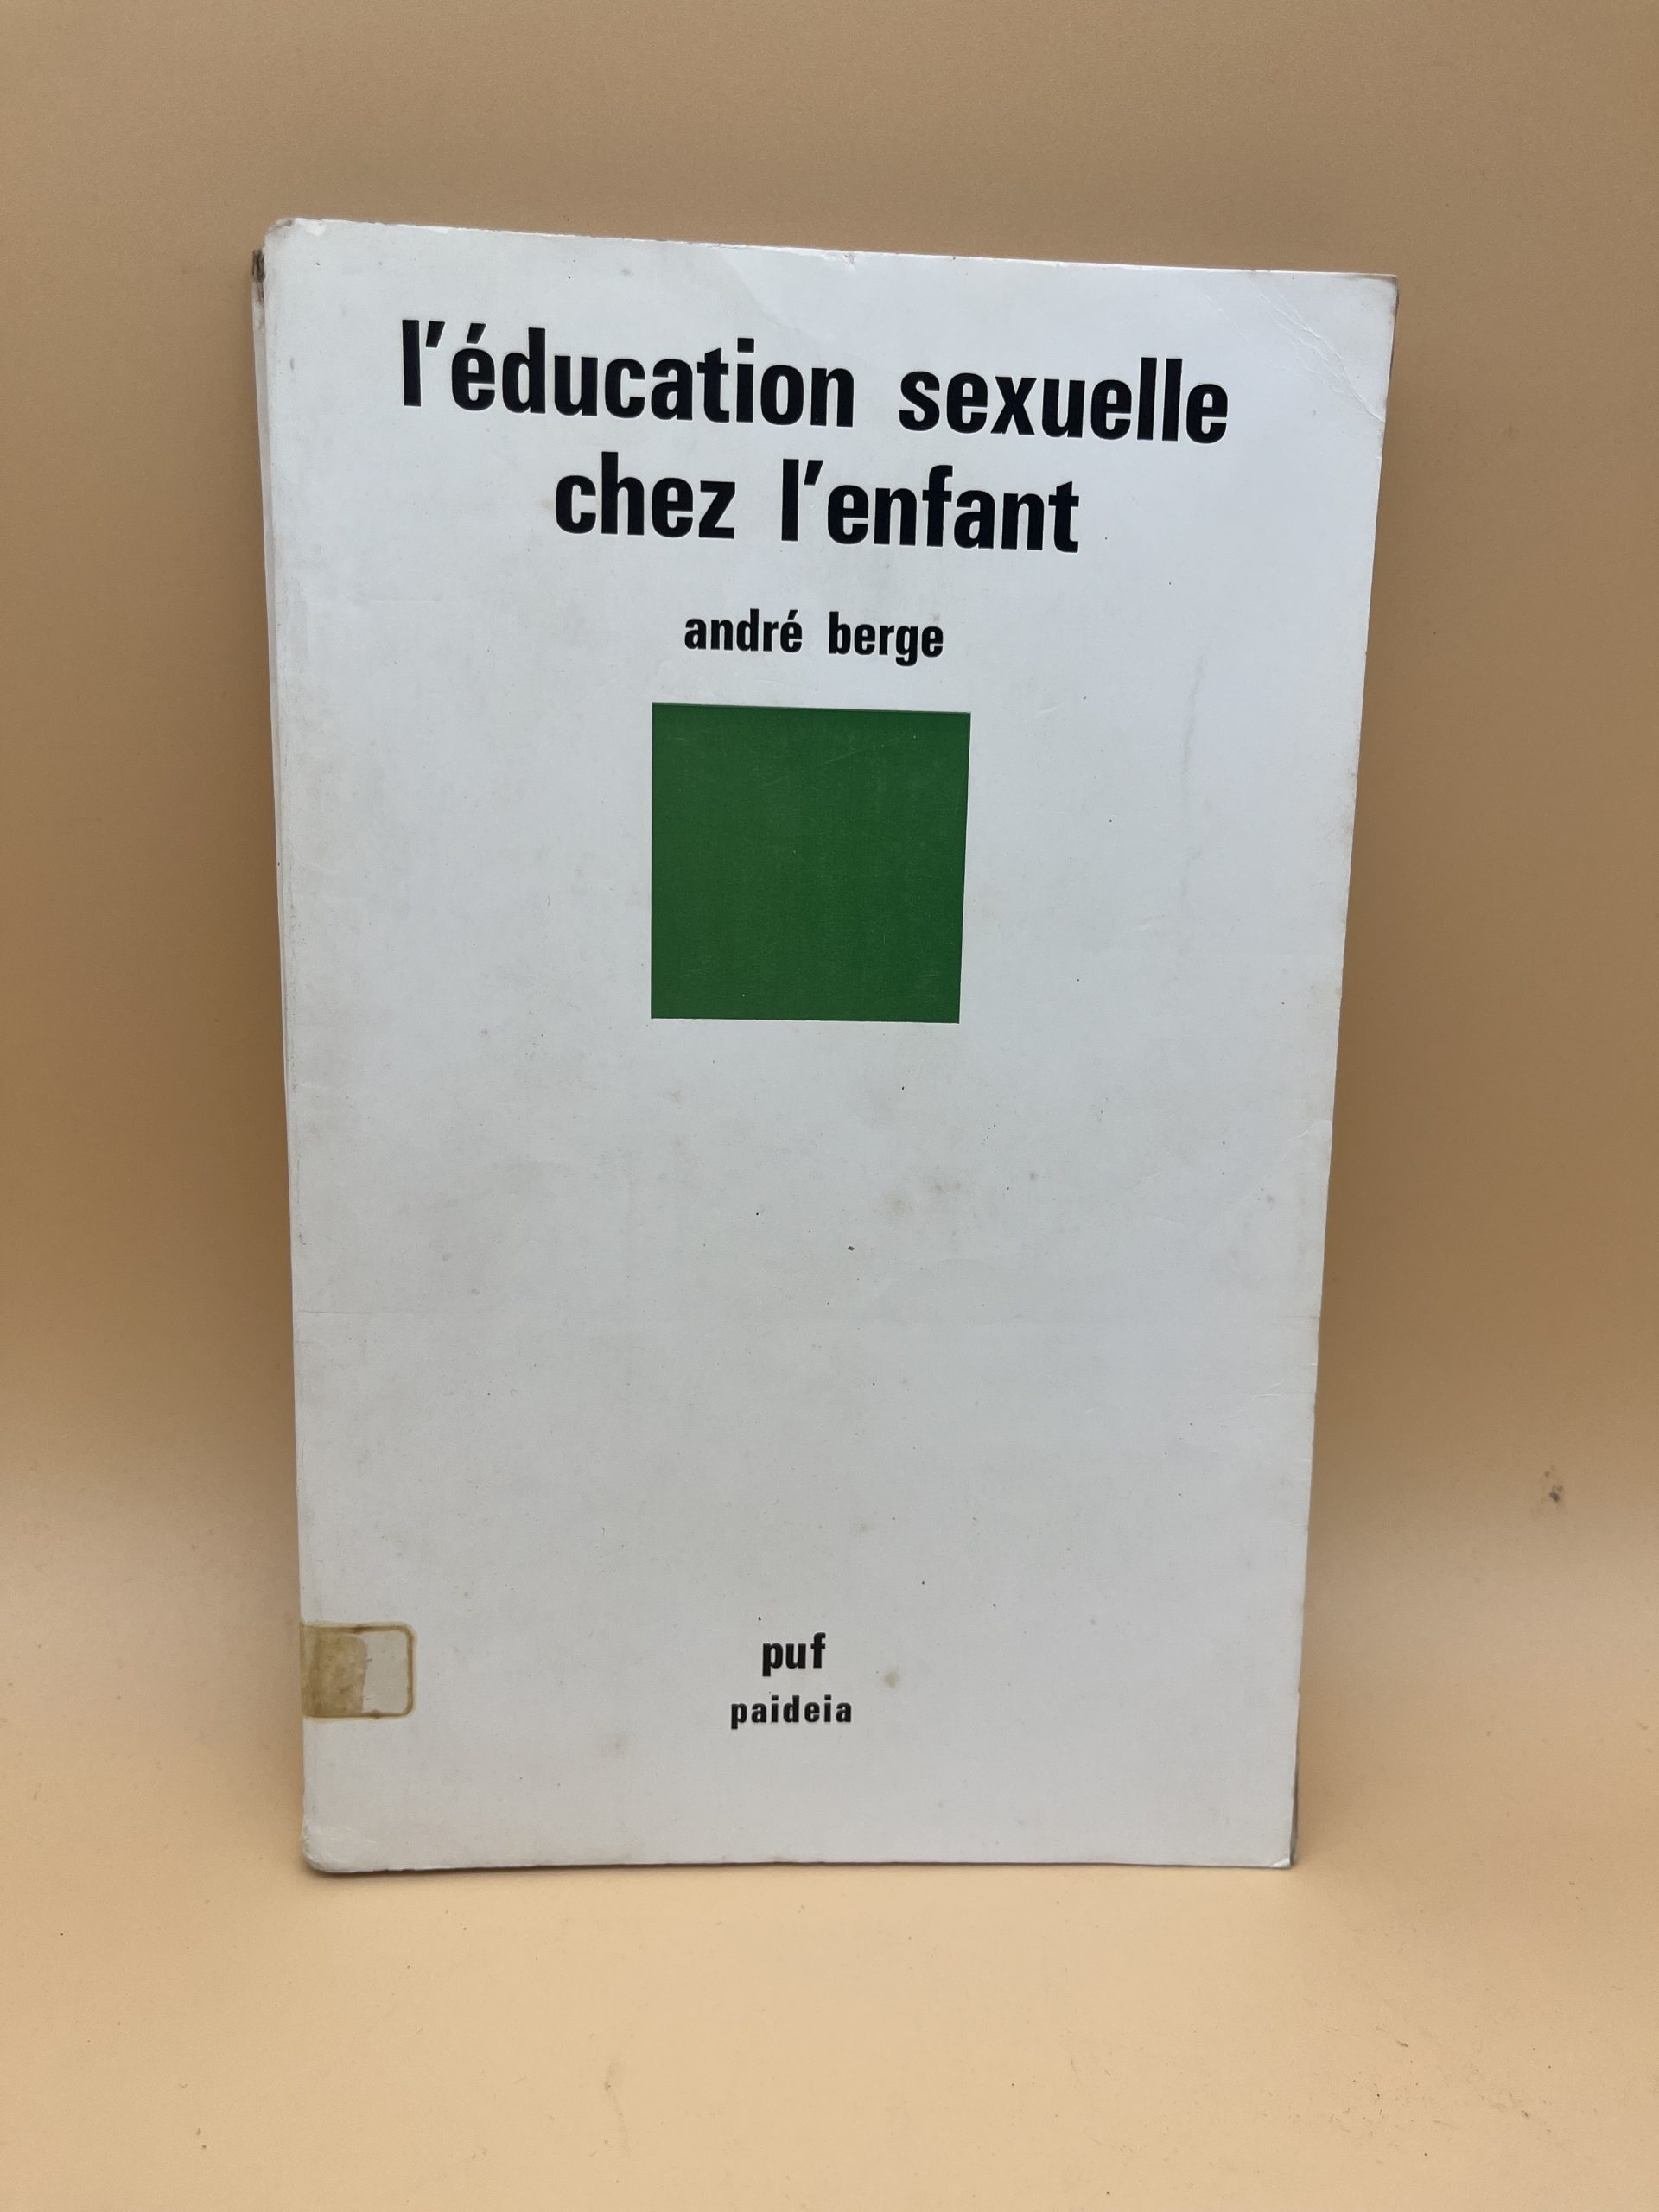 l'éducation sexuelle
chez l'enfant
andré berge
puf
paideia